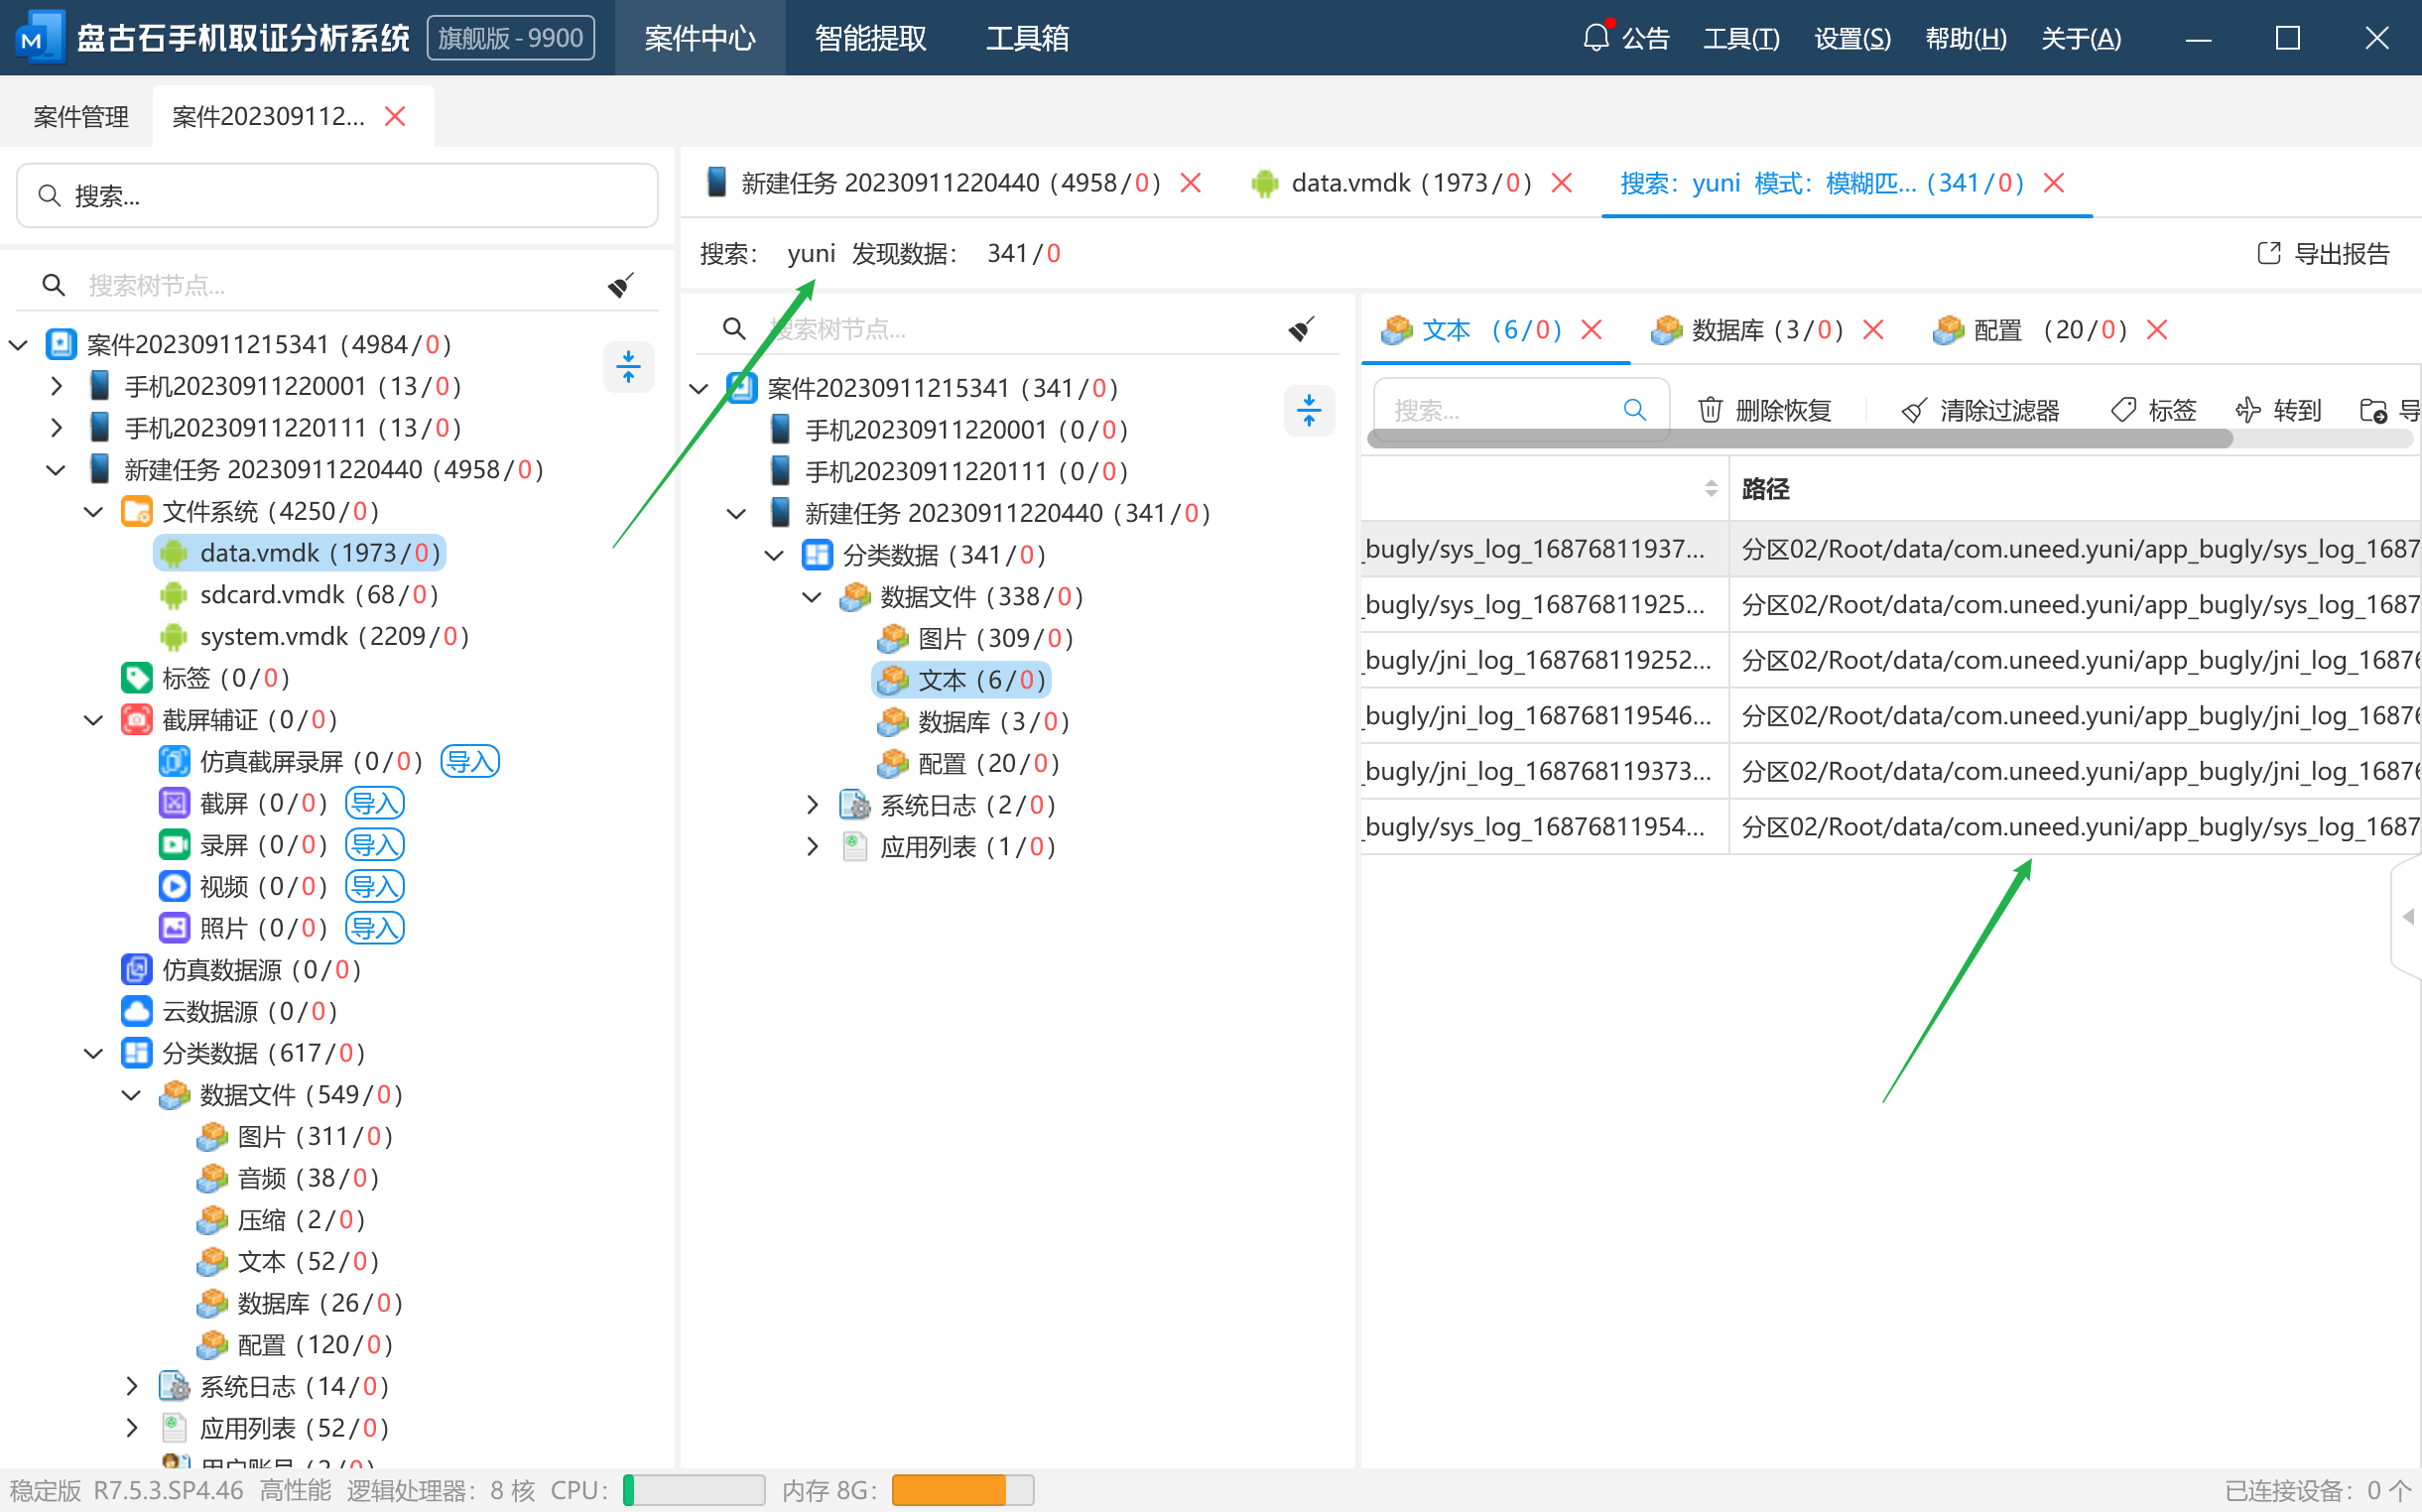 盘古石手机取证分析系统 旗舰版 - 9900 案件中心 智能提取 工具箱 公告 工具(T) 设置(S) 帮助(H) 关于(A)
案件管理 案件202309112...
搜索...
搜索树节点...
案件20230911215341 (4984/0)
手机20230911220001 (13/0)
手机20230911220111 (13/0)
新建任务 20230911220440 (4958/0)
文件系统 (4250/0)
data.vmdk (1973/0)
sdcard.vmdk (68/0)
system.vmdk (2209/0)
标签 (0/0)
截屏辅证 (0/0)
仿真截屏录屏 (0/0) 导入
截屏 (0/0) 导入
录屏 (0/0) 导入
视频 (0/0) 导入
照片 (0/0) 导入
仿真数据源 (0/0)
云数据源 (0/0)
分类数据 (617/0)
数据文件 (549/0)
图片 (311/0)
音频 (38/0)
压缩 (2/0)
文本 (52/0)
数据库 (26/0)
配置 (120/0)
系统日志 (14/0)
应用列表 (52/0)
新建任务 20230911220440 (4958/0) data.vmdk (1973/0) 搜索：yuni 模式：模糊匹... (341/0)
搜索： yuni 发现数据： 341/0 导出报告
搜索树节点...
案件20230911215341 (341/0)
手机20230911220001 (0/0)
手机20230911220111 (0/0)
新建任务 20230911220440 (341/0)
分类数据 (341/0)
数据文件 (338/0)
图片 (309/0)
文本 (6/0)
数据库 (3/0)
配置 (20/0)
系统日志 (2/0)
应用列表 (1/0)
文本 (6/0) 数据库 (3/0) 配置 (20/0)
搜索... 删除恢复 清除过滤器 标签 转到 导
路径
_bugly/sys_log_16876811937... 分区02/Root/data/com.uneed.yuni/app_bugly/sys_log_1687
_bugly/sys_log_16876811925... 分区02/Root/data/com.uneed.yuni/app_bugly/sys_log_1687
_bugly/jni_log_168768119252... 分区02/Root/data/com.uneed.yuni/app_bugly/jni_log_16876
_bugly/jni_log_168768119546... 分区02/Root/data/com.uneed.yuni/app_bugly/jni_log_16876
_bugly/jni_log_168768119373... 分区02/Root/data/com.uneed.yuni/app_bugly/jni_log_16876
_bugly/sys_log_16876811954... 分区02/Root/data/com.uneed.yuni/app_bugly/sys_log_1687
稳定版 R7.5.3.SP4.46 高性能 逻辑处理器：8 核 CPU： 内存 8G： 已连接设备：0 个